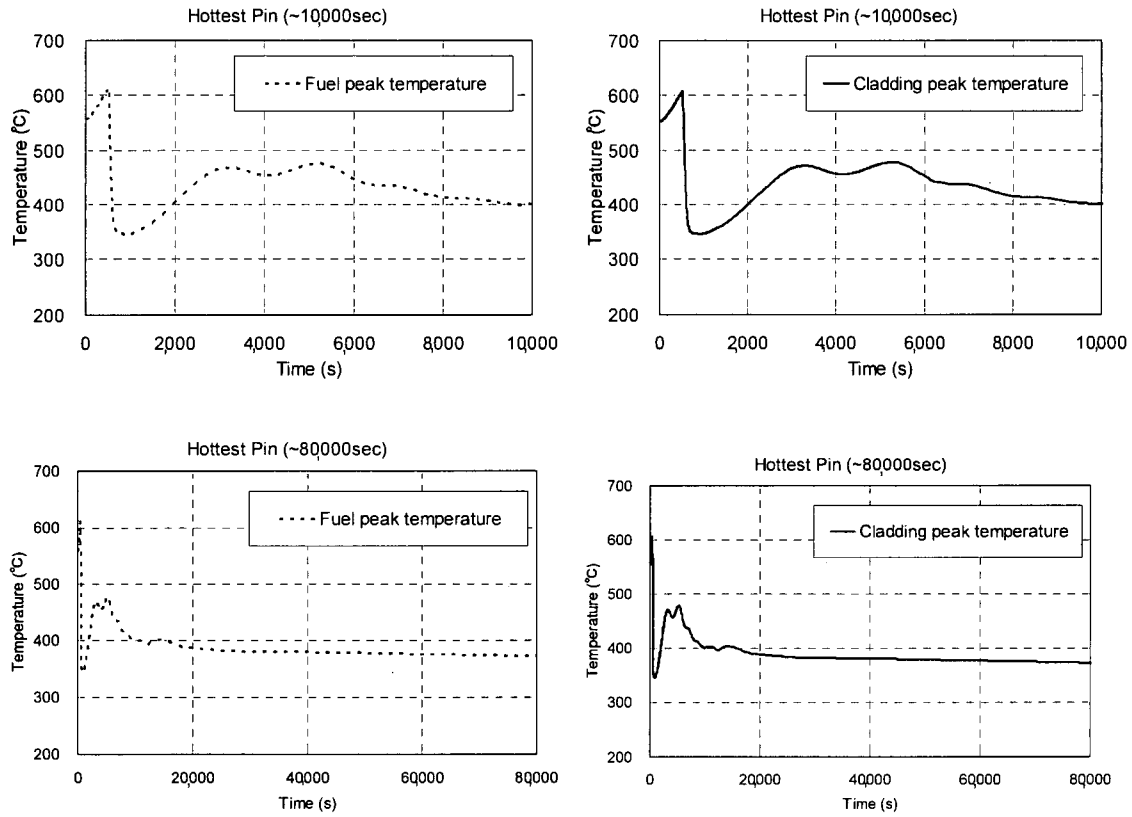 Hottest Pin (~10,000sec)
700
600
500
400
300
200
Temperature (°C)
Fuel peak temperature
0 2,000 4,000 6,000 8,000 10,000
Time (s)
Hottest Pin (~10,000sec)
700
600
500
400
300
200
Temperature (°C)
Cladding peak temperature
0 2,000 4,000 6,000 8,000 10,000
Time (s)
Hottest Pin (~80,000sec)
700
600
500
400
300
200
Temperature (°C)
Fuel peak temperature
0 20,000 40,000 60,000 80,000
Time (s)
Hottest Pin (~80,000sec)
700
600
500
400
300
200
Temperature (°C)
Cladding peak temperature
0 20,000 40,000 60,000 80,000
Time (s)